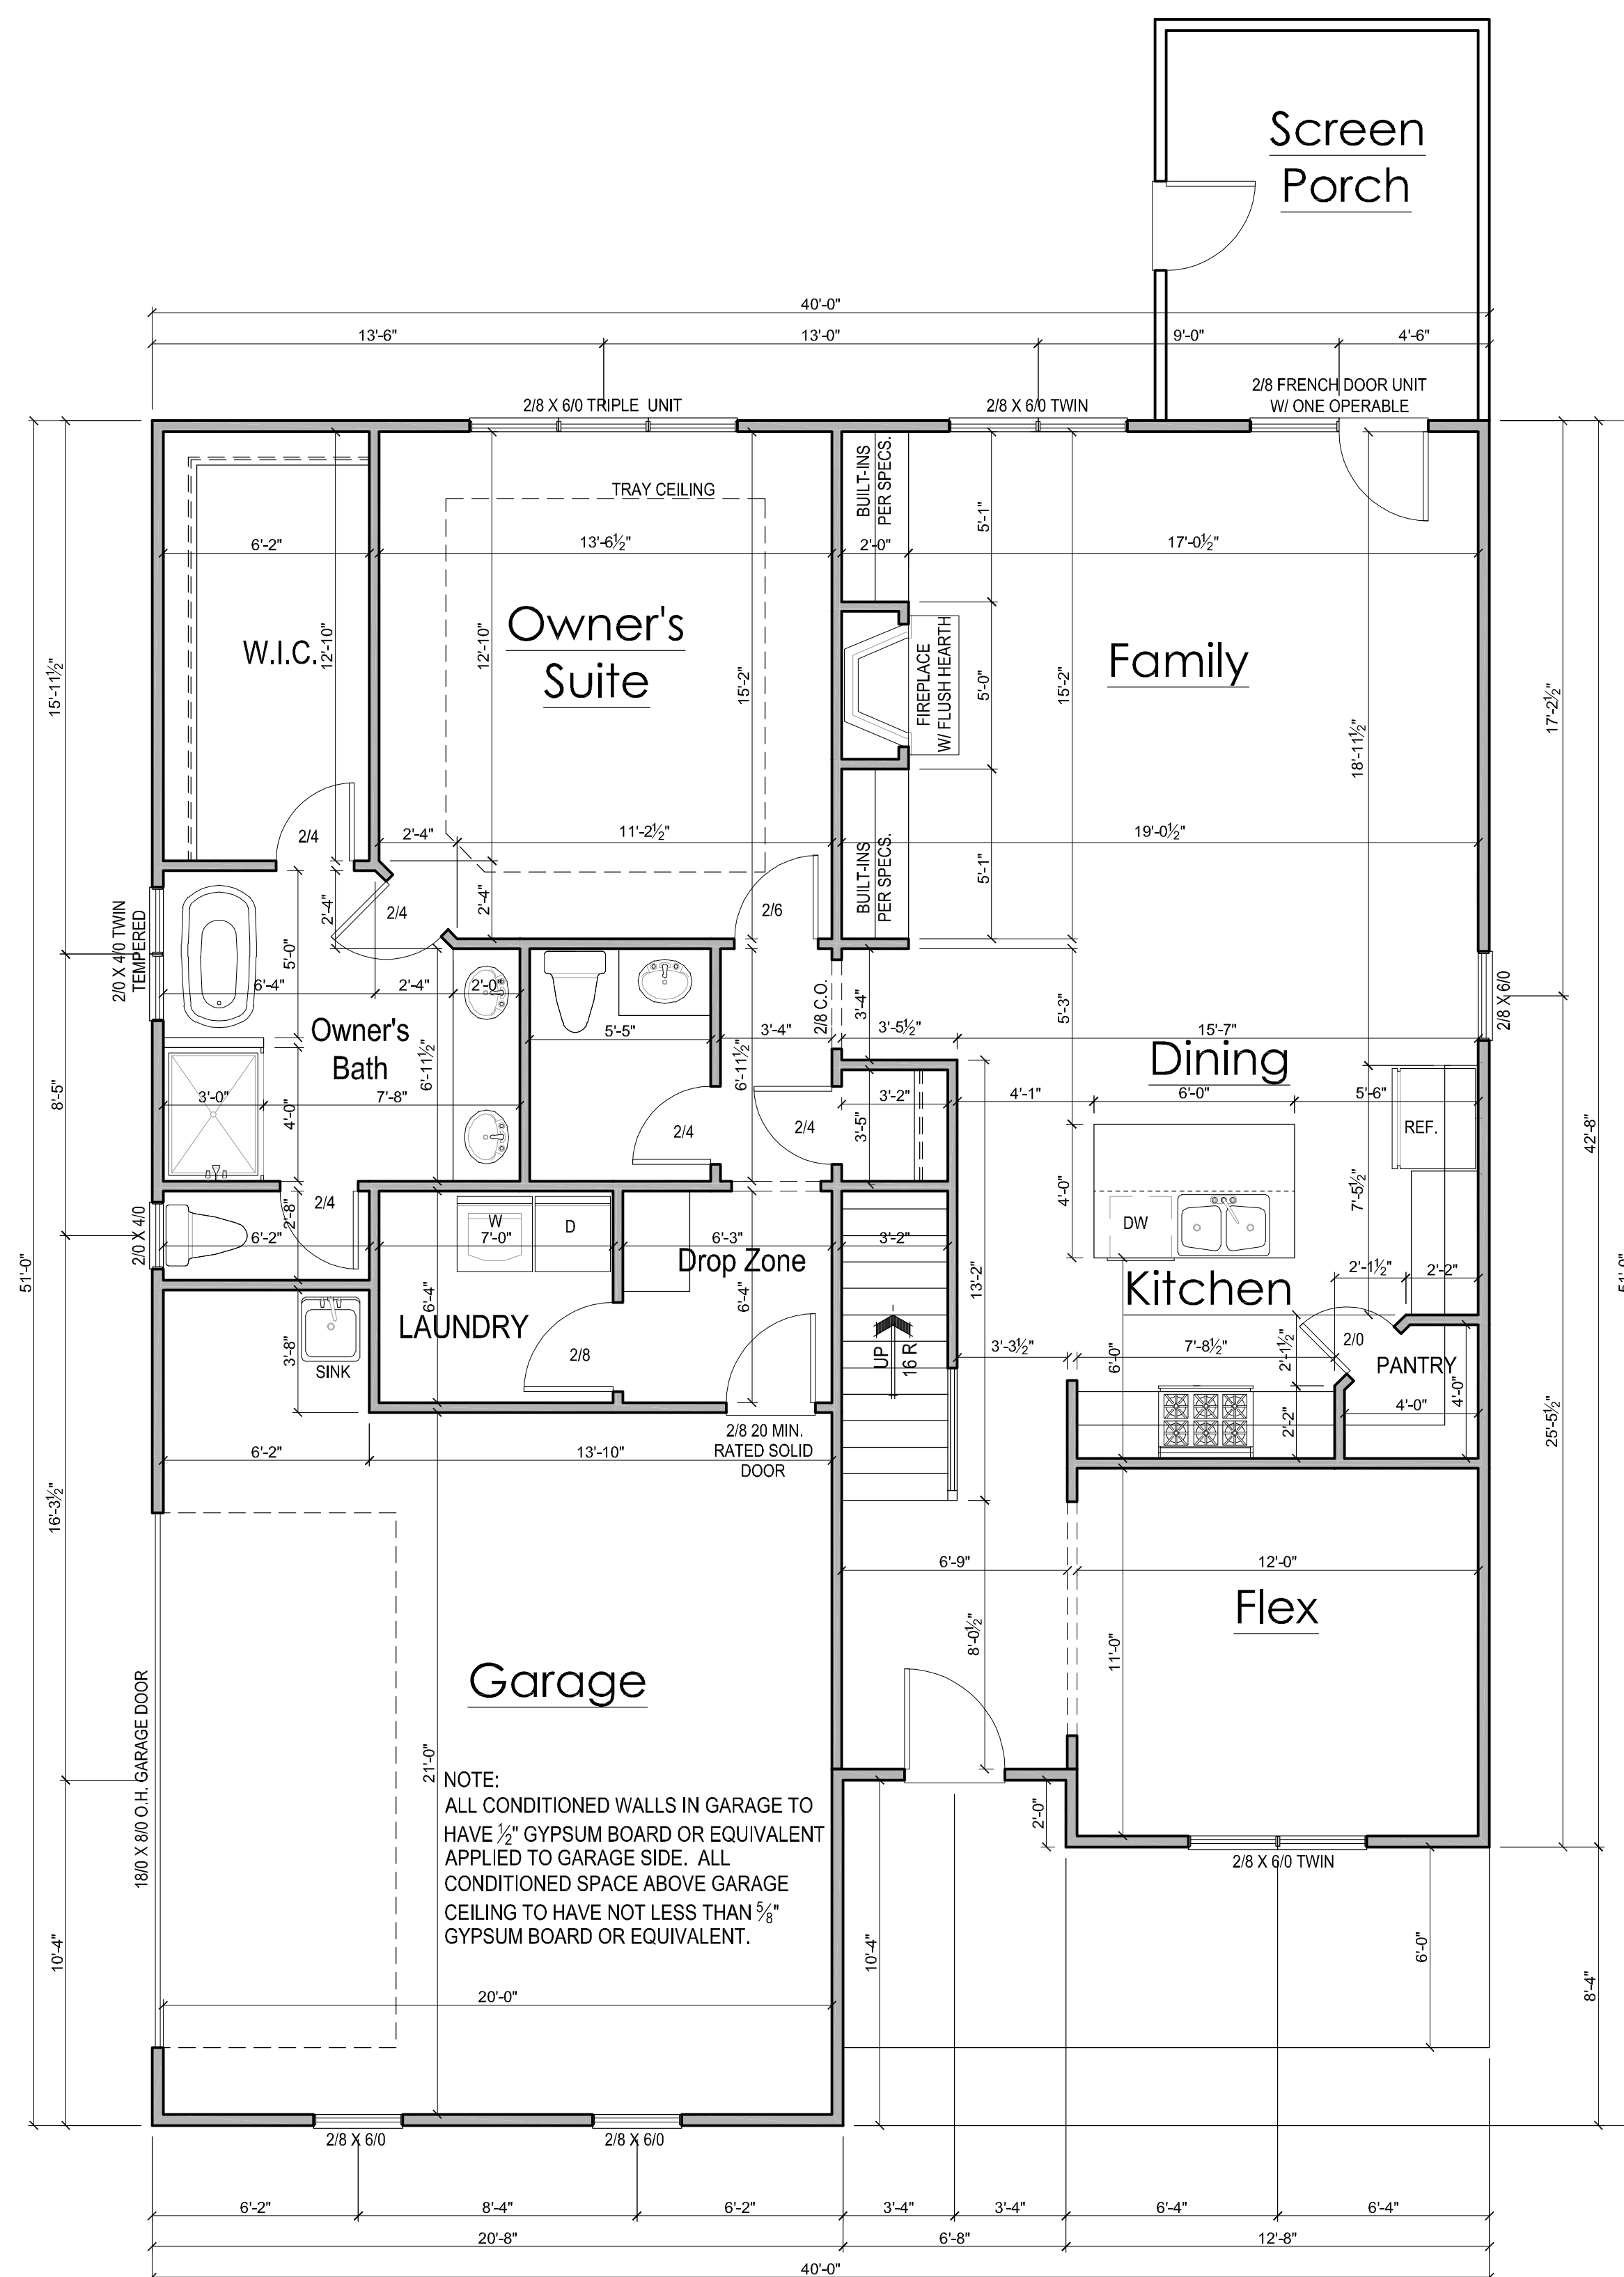 Screen
Porch
40'-0"
13'-6"
13'-0"
9'-0"
4'-6"
2/8 FRENCH DOOR UNIT
W/ ONE OPERABLE
2/8 X 6/0 TRIPLE UNIT
2/8 X 6/0 TWIN
BUILT-INS
PER SPECS.
TRAY CEILING
5'-1"
6'-2"
13'-6½"
2'-0"
17'-0½"
Owner's
Suite
W.I.C.
12'-10"
12'-10"
15'-2"
FIREPLACE
W/ FLUSH HEARTH
5'-0"
15'-2"
Family
15'-11½"
17'-2½"
18'-11½"
2/4
2'-4"
11'-2½"
19'-0½"
BUILT-INS
PER SPECS.
5'-1"
2'-4"
2/4
2'-4"
2/6
2/0 X 4/0 TWIN
TEMPERED
5'-0"
6'-4"
2'-4"
2'-0"
2/8 C.O.
3'-4"
5'-3"
2/8 X 6/0
Owner's
Bath
6'-11½"
5'-5"
3'-4"
6'-11½"
3'-5½"
15'-7"
Dining
8'-5"
3'-0"
7'-8"
4'-0"
2/4
2/4
3'-2"
3'-5"
4'-1"
6'-0"
5'-6"
REF.
42'-8"
4'-0"
7'-5½"
2/0 X 4/0
2/4
2'-8"
6'-2"
W
D
7'-0"
6'-3"
Drop Zone
3'-2"
13'-2"
DW
51'-0"
51'-0"
Kitchen
2'-1½"
2'-2"
6'-4"
6'-4"
LAUNDRY
3'-8"
SINK
2/8
UP
16 R
3'-3½"
6'-0"
7'-8½"
2'-1½"
2/0
PANTRY
4'-0"
4'-0"
2'-2"
2/8 20 MIN.
RATED SOLID
DOOR
6'-2"
13'-10"
25'-5½"
16'-3½"
6'-9"
12'-0"
Flex
8'-0½"
11'-0"
Garage
18/0 X 8/0 O.H. GARAGE DOOR
21'-0"
NOTE:
ALL CONDITIONED WALLS IN GARAGE TO
HAVE ½" GYPSUM BOARD OR EQUIVALENT
APPLIED TO GARAGE SIDE. ALL
CONDITIONED SPACE ABOVE GARAGE
CEILING TO HAVE NOT LESS THAN ⅝"
GYPSUM BOARD OR EQUIVALENT.
2'-0"
2/8 X 6/0 TWIN
10'-4"
10'-4"
6'-0"
8'-4"
20'-0"
2/8 X 6/0
2/8 X 6/0
6'-2"
8'-4"
6'-2"
3'-4"
3'-4"
6'-4"
6'-4"
20'-8"
6'-8"
12'-8"
40'-0"